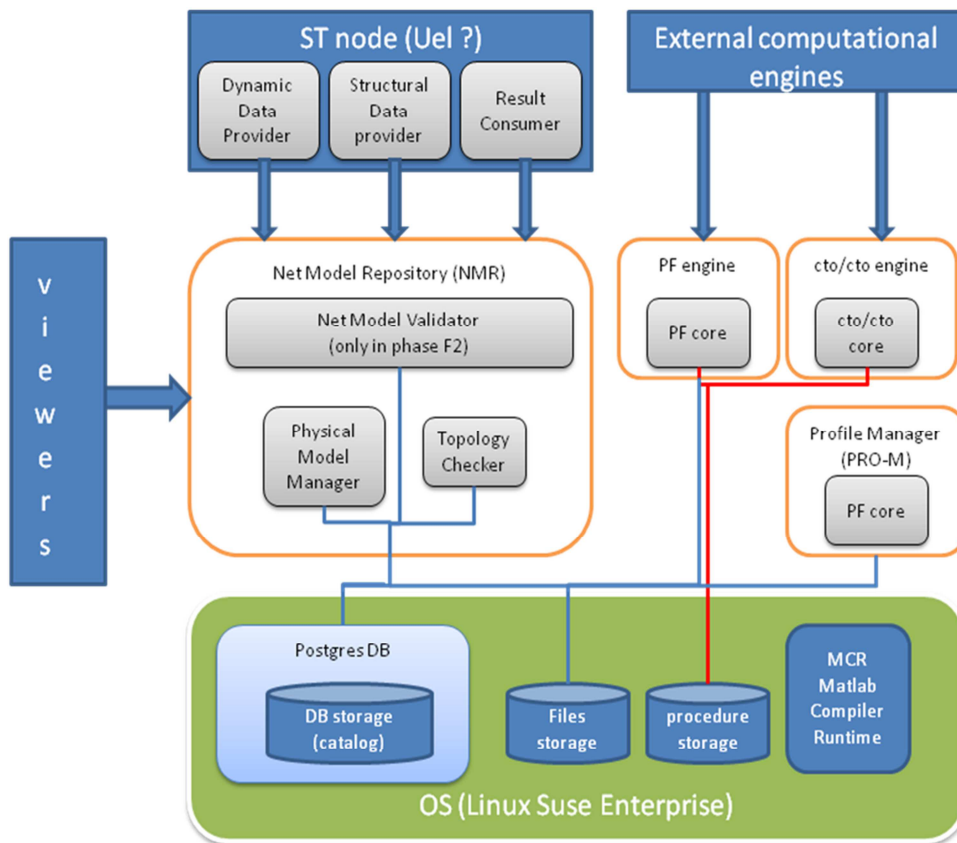 ST node (Uel ?)
Dynamic
Data
Provider
Structural
Data
provider
Result
Consumer
External computational
engines
viewers
Net Model Repository (NMR)
Net Model Validator
(only in phase F2)
Physical
Model
Manager
Topology
Checker
PF engine
PF core
cto/cto engine
cto/cto
core
Profile Manager
(PRO-M)
PF core
Postgres DB
DB storage
(catalog)
Files
storage
procedure
storage
MCR
Matlab
Compiler
Runtime
OS (Linux Suse Enterprise)